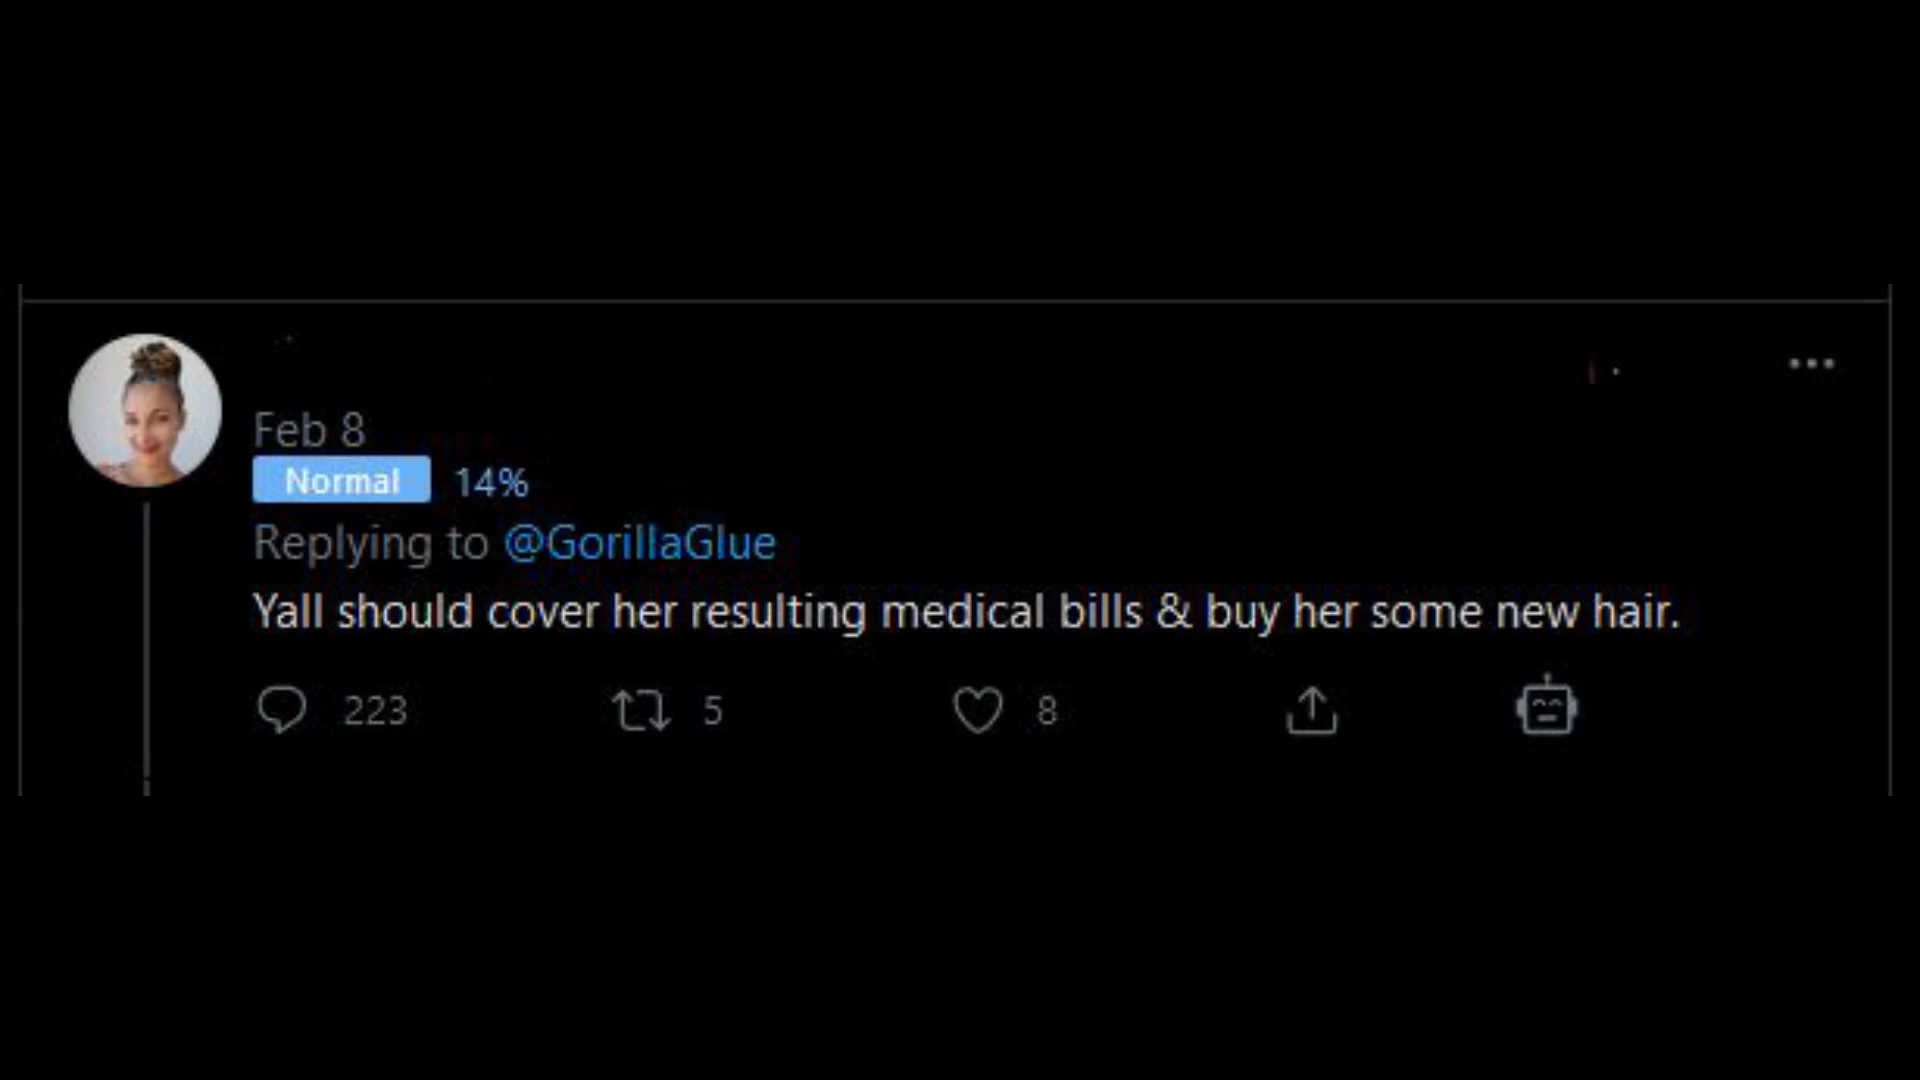 Feb 8
Normal 14%
Replying to @GorillaGlue
Yall should cover her resulting medical bills & buy her some new hair.
223 5 8